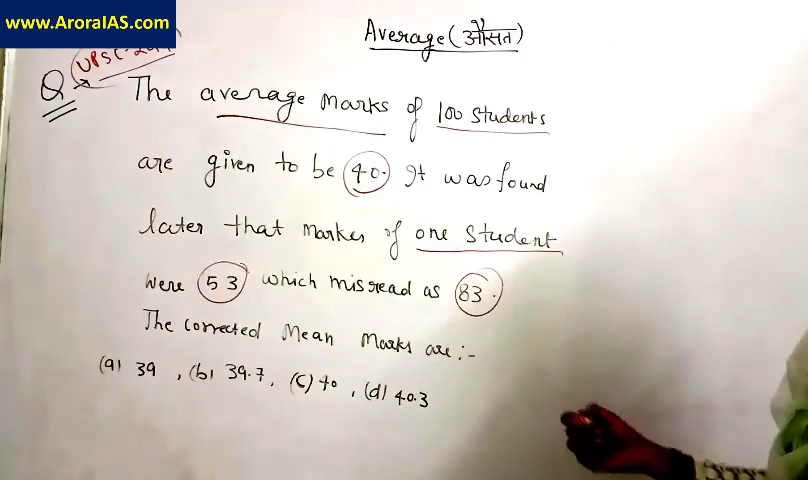 www.AroraIAS.com
Average (औसत)
UPSC-
Q → The average marks of 100 students
are given to be 40. It was found
later that markes of one student
were 53 which misread as 83.
The corrected Mean Marks are :-
(a) 39 , (b) 39.7, (c) 40 , (d) 40.3